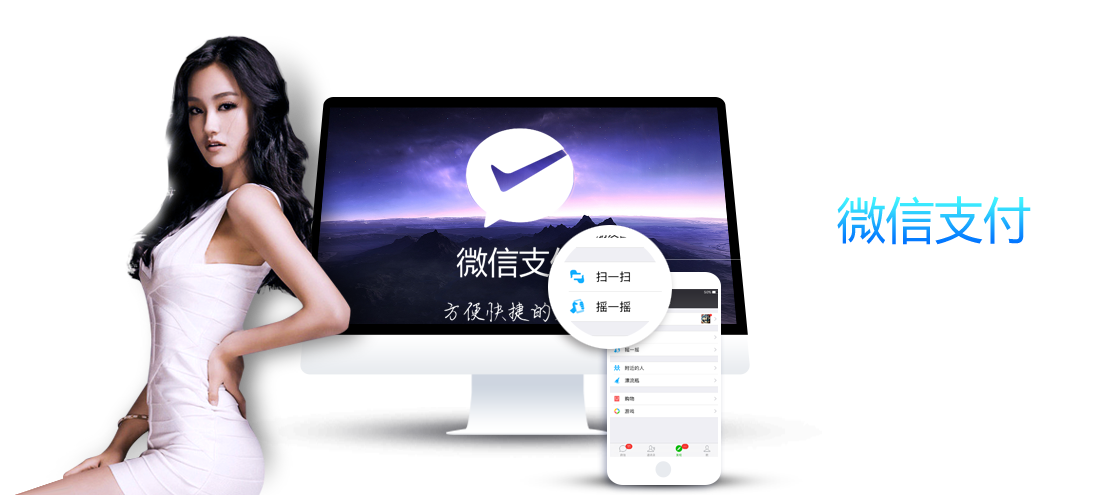 微信支付
微信支付
方便快捷的
扫一扫
摇一摇
摇一摇
附近的人
漂流瓶
购物
游戏